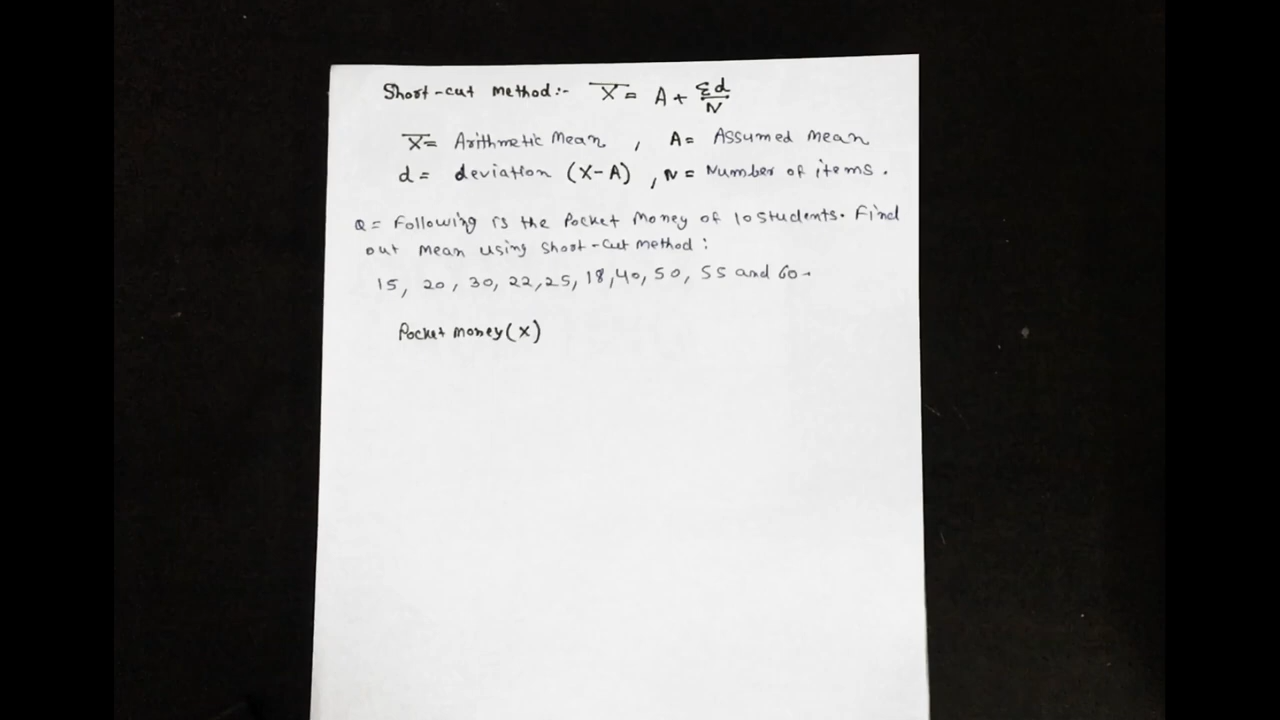 Short-cut method:- X̅ = A + Σd/N
X̅ = Arithmetic Mean , A = Assumed mean
d = deviation (X-A) , N = Number of items.
Q = Following is the Pocket Money of 10 students. Find
out mean using short-cut method :
15, 20, 30, 22, 25, 18, 40, 50, 55 and 60.
Pocket money (X)